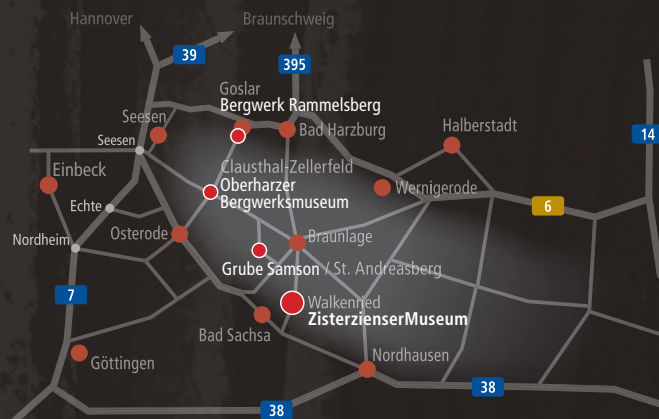 Hannover
Braunschweig
39
395
Goslar
Bergwerk Rammelsberg
Seesen
Bad Harzburg
Halberstadt
14
Seesen
Clausthal-Zellerfeld
Einbeck
Oberharzer
Bergwerksmuseum
Wernigerode
Echte
6
Osterode
Braunlage
Nordheim
Grube Samson / St. Andreasberg
7
Walkenried
ZisterzienserMuseum
Bad Sachsa
Göttingen
Nordhausen
38
38